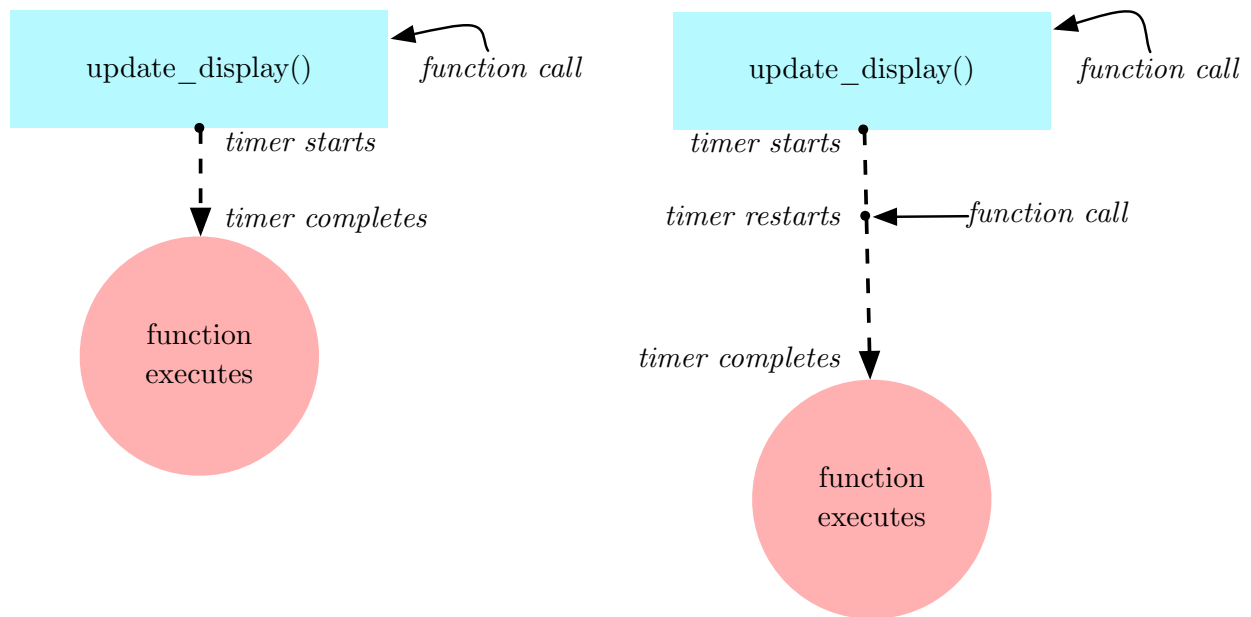 update_display()
function call
timer starts
timer completes
function
executes
update_display()
function call
timer starts
timer restarts
function call
timer completes
function
executes